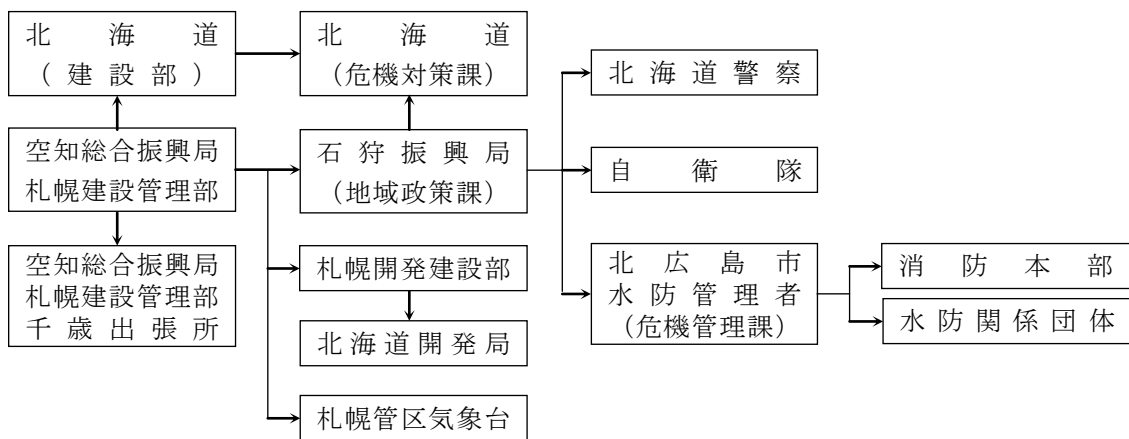 北海道
(建設部)
北海道
(危機対策課)
北海道警察
空知総合振興局
札幌建設管理部
石狩振興局
(地域政策課)
自衛隊
空知総合振興局
札幌建設管理部
千歳出張所
札幌開発建設部
北海道開発局
札幌管区気象台
北広島市
水防管理者
(危機管理課)
消防本部
水防関係団体